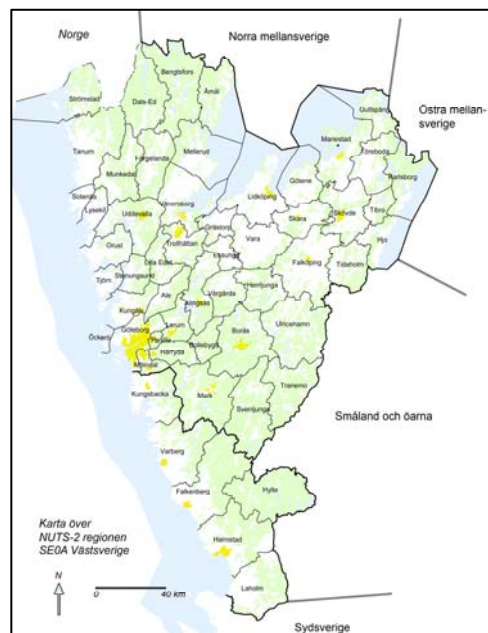 Norge
Norra mellansverige
Bengtsfors
Åmål
Strömstad
Dals-Ed
Gullspång
Östra mellan-
sverige
Mariestad
Tanum
Färgelanda
Mellerud
Töreboda
Munkedal
Karlsborg
Götene
Lidköping
Sotenäs
Vänersborg
Lysekil
Uddevalla
Skara
Skövde
Tibro
Grästorp
Vara
Orust
Trollhättan
Hjo
Essunga
Falköping
Tidaholm
Lilla Edet
Stenungsund
Tjörn
Herrljunga
Ale
Vårgårda
Alingsås
Kungälv
Ulricehamn
Göteborg
Lerum
Borås
Öckerö
Partille
Bollebygd
Härryda
Mölndal
Kungsbacka
Mark
Tranemo
Svenljunga
Småland och öarna
Varberg
Hylte
Falkenberg
Karta över
NUTS-2 regionen
SE0A Västsverige
Halmstad
N
0 40 km
Laholm
Sydsverige